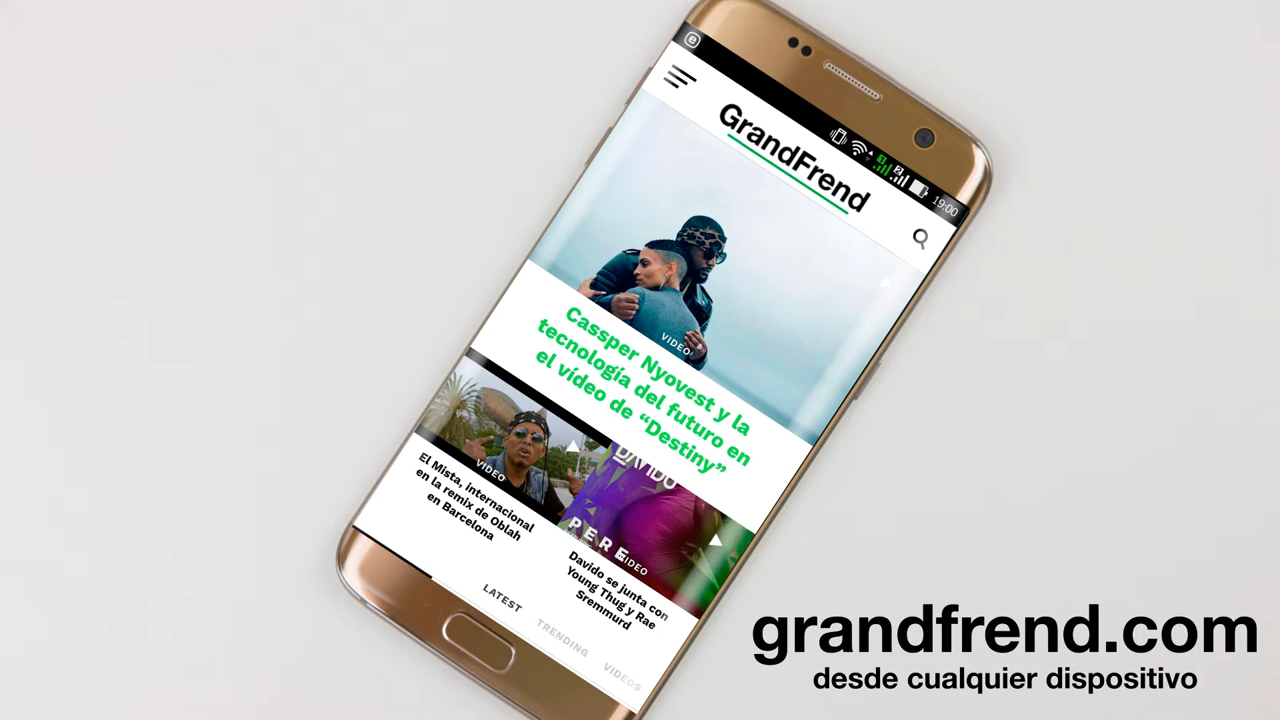 19:00
GrandFrend
VIDEO
Cassper Nyovest y la
tecnología del futuro en
el vídeo de “Destiny”
VIDEO
El Mista, internacional
en la remix de Oblah
en Barcelona
DAVIDO
PERE
VIDEO
Davido se junta con
Young Thug y Rae
Sremmurd
LATEST
TRENDING
VIDEOS
grandfrend.com
desde cualquier dispositivo